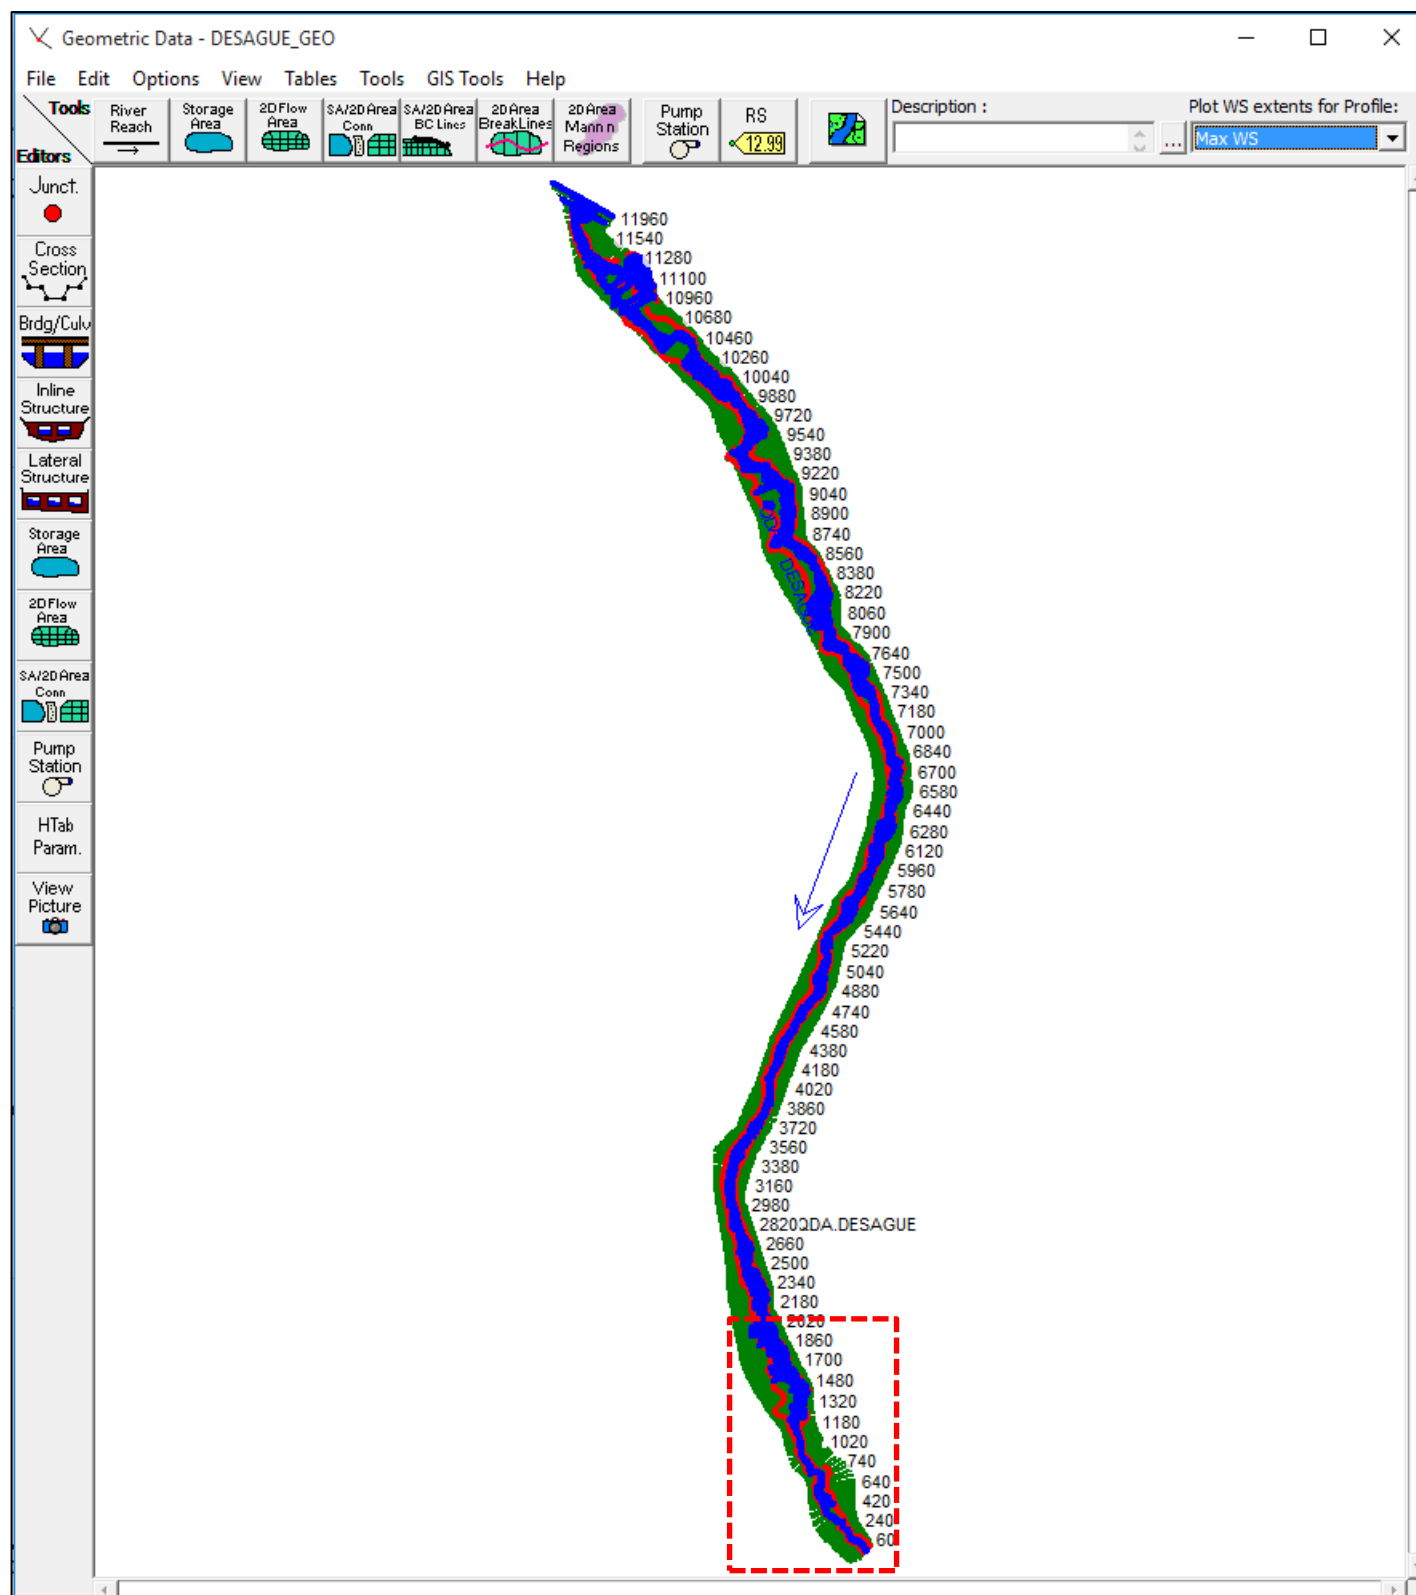 Geometric Data - DESAGUE_GEO
File Edit Options View Tables Tools GIS Tools Help
Tools
Editors
River
Reach
Storage
Area
2D Flow
Area
SA/2D Area
Conn
SA/2D Area
BC Lines
2D Area
BreakLines
2D Area
Mann n
Regions
Pump
Station
RS
12.99
Description :
...
Plot WS extents for Profile:
Max WS
Junct.
Cross
Section
Brdg/Culv
Inline
Structure
Lateral
Structure
Storage
Area
2D Flow
Area
SA/2D Area
Conn
Pump
Station
HTab
Param.
View
Picture
11960
11540
11280
11100
10960
10680
10460
10260
10040
9880
9720
9540
9380
9220
9040
8900
8740
8560
8380
8220
8060
7900
7640
7500
7340
7180
7000
6840
6700
6580
6440
6280
6120
5960
5780
5640
5440
5220
5040
4880
4740
4580
4380
4180
4020
3860
3720
3560
3380
3160
2980
2820QDA.DESAGUE
2660
2500
2340
2180
2020
1860
1700
1480
1320
1180
1020
740
640
420
240
60